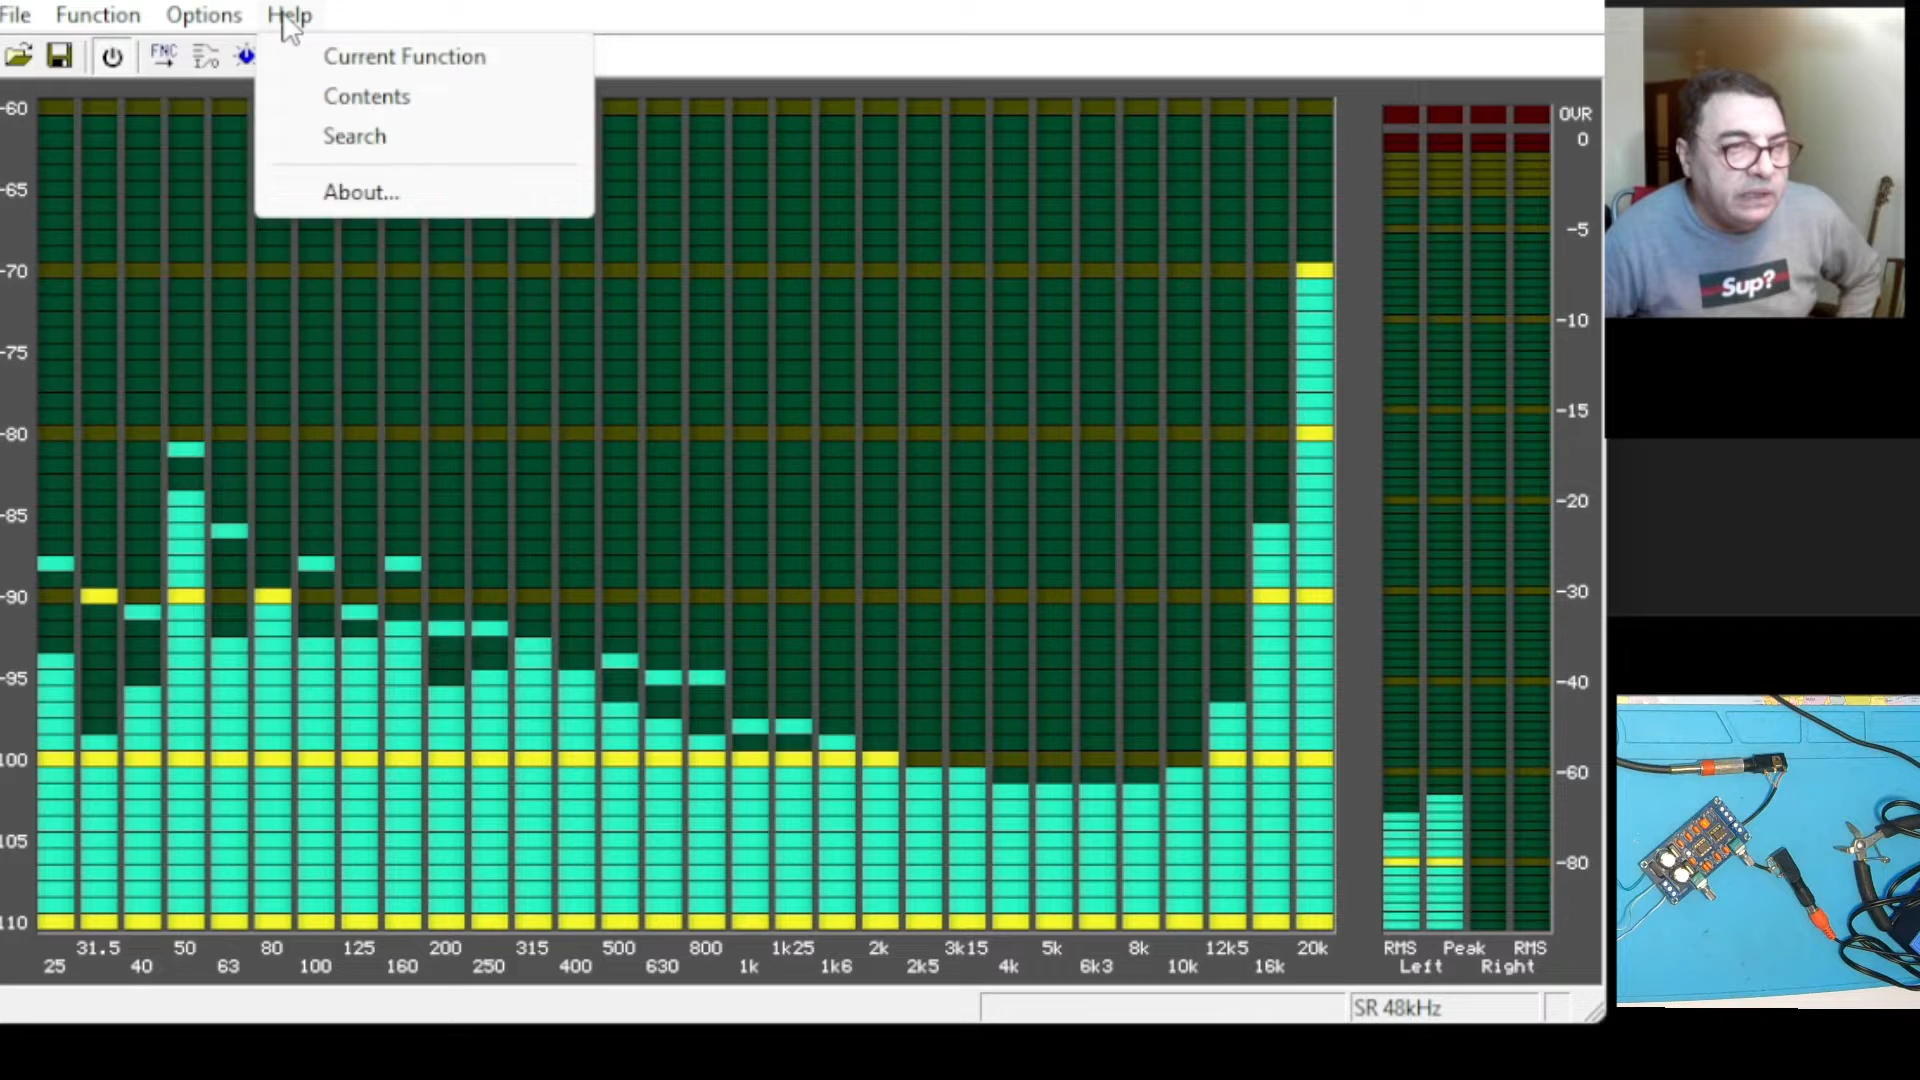 File Function Options Help
FNC
I/O
Current Function
Contents
Search
About...
-60
-65
-70
-75
-80
-85
-90
-95
100
105
110
31.5 50 80 125 200 315 500 800 1k25 2k 3k15 5k 8k 12k5 20k
25 40 63 100 160 250 400 630 1k 1k6 2k5 4k 6k3 10k 16k
OVR
0
-5
-10
-15
-20
-30
-40
-60
-80
RMS Peak RMS
Left Right
SR 48kHz
Sup?